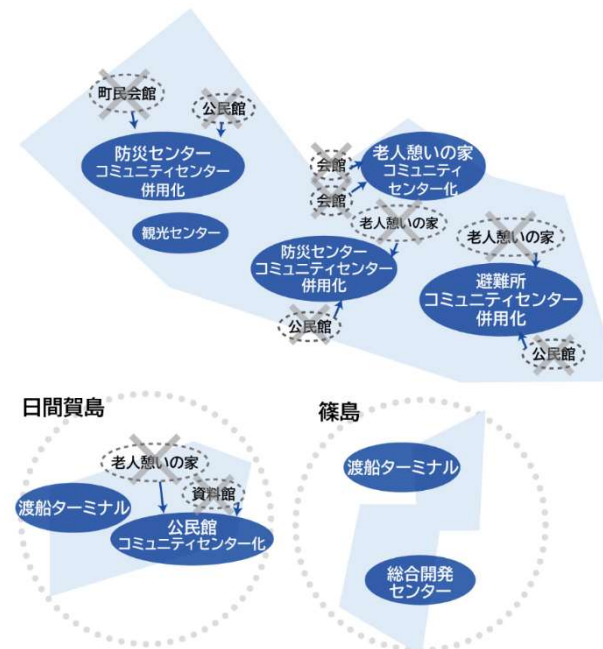 町民会館
公民館
防災センター
コミュニティセンター
併用化
観光センター
会館
会館
老人憩いの家
コミュニティ
センター化
老人憩いの家
防災センター
コミュニティセンター
併用化
公民館
老人憩いの家
避難所
コミュニティセンター
併用化
公民館
日間賀島
老人憩いの家
資料館
渡船ターミナル
公民館
コミュニティセンター化
篠島
渡船ターミナル
総合開発
センター